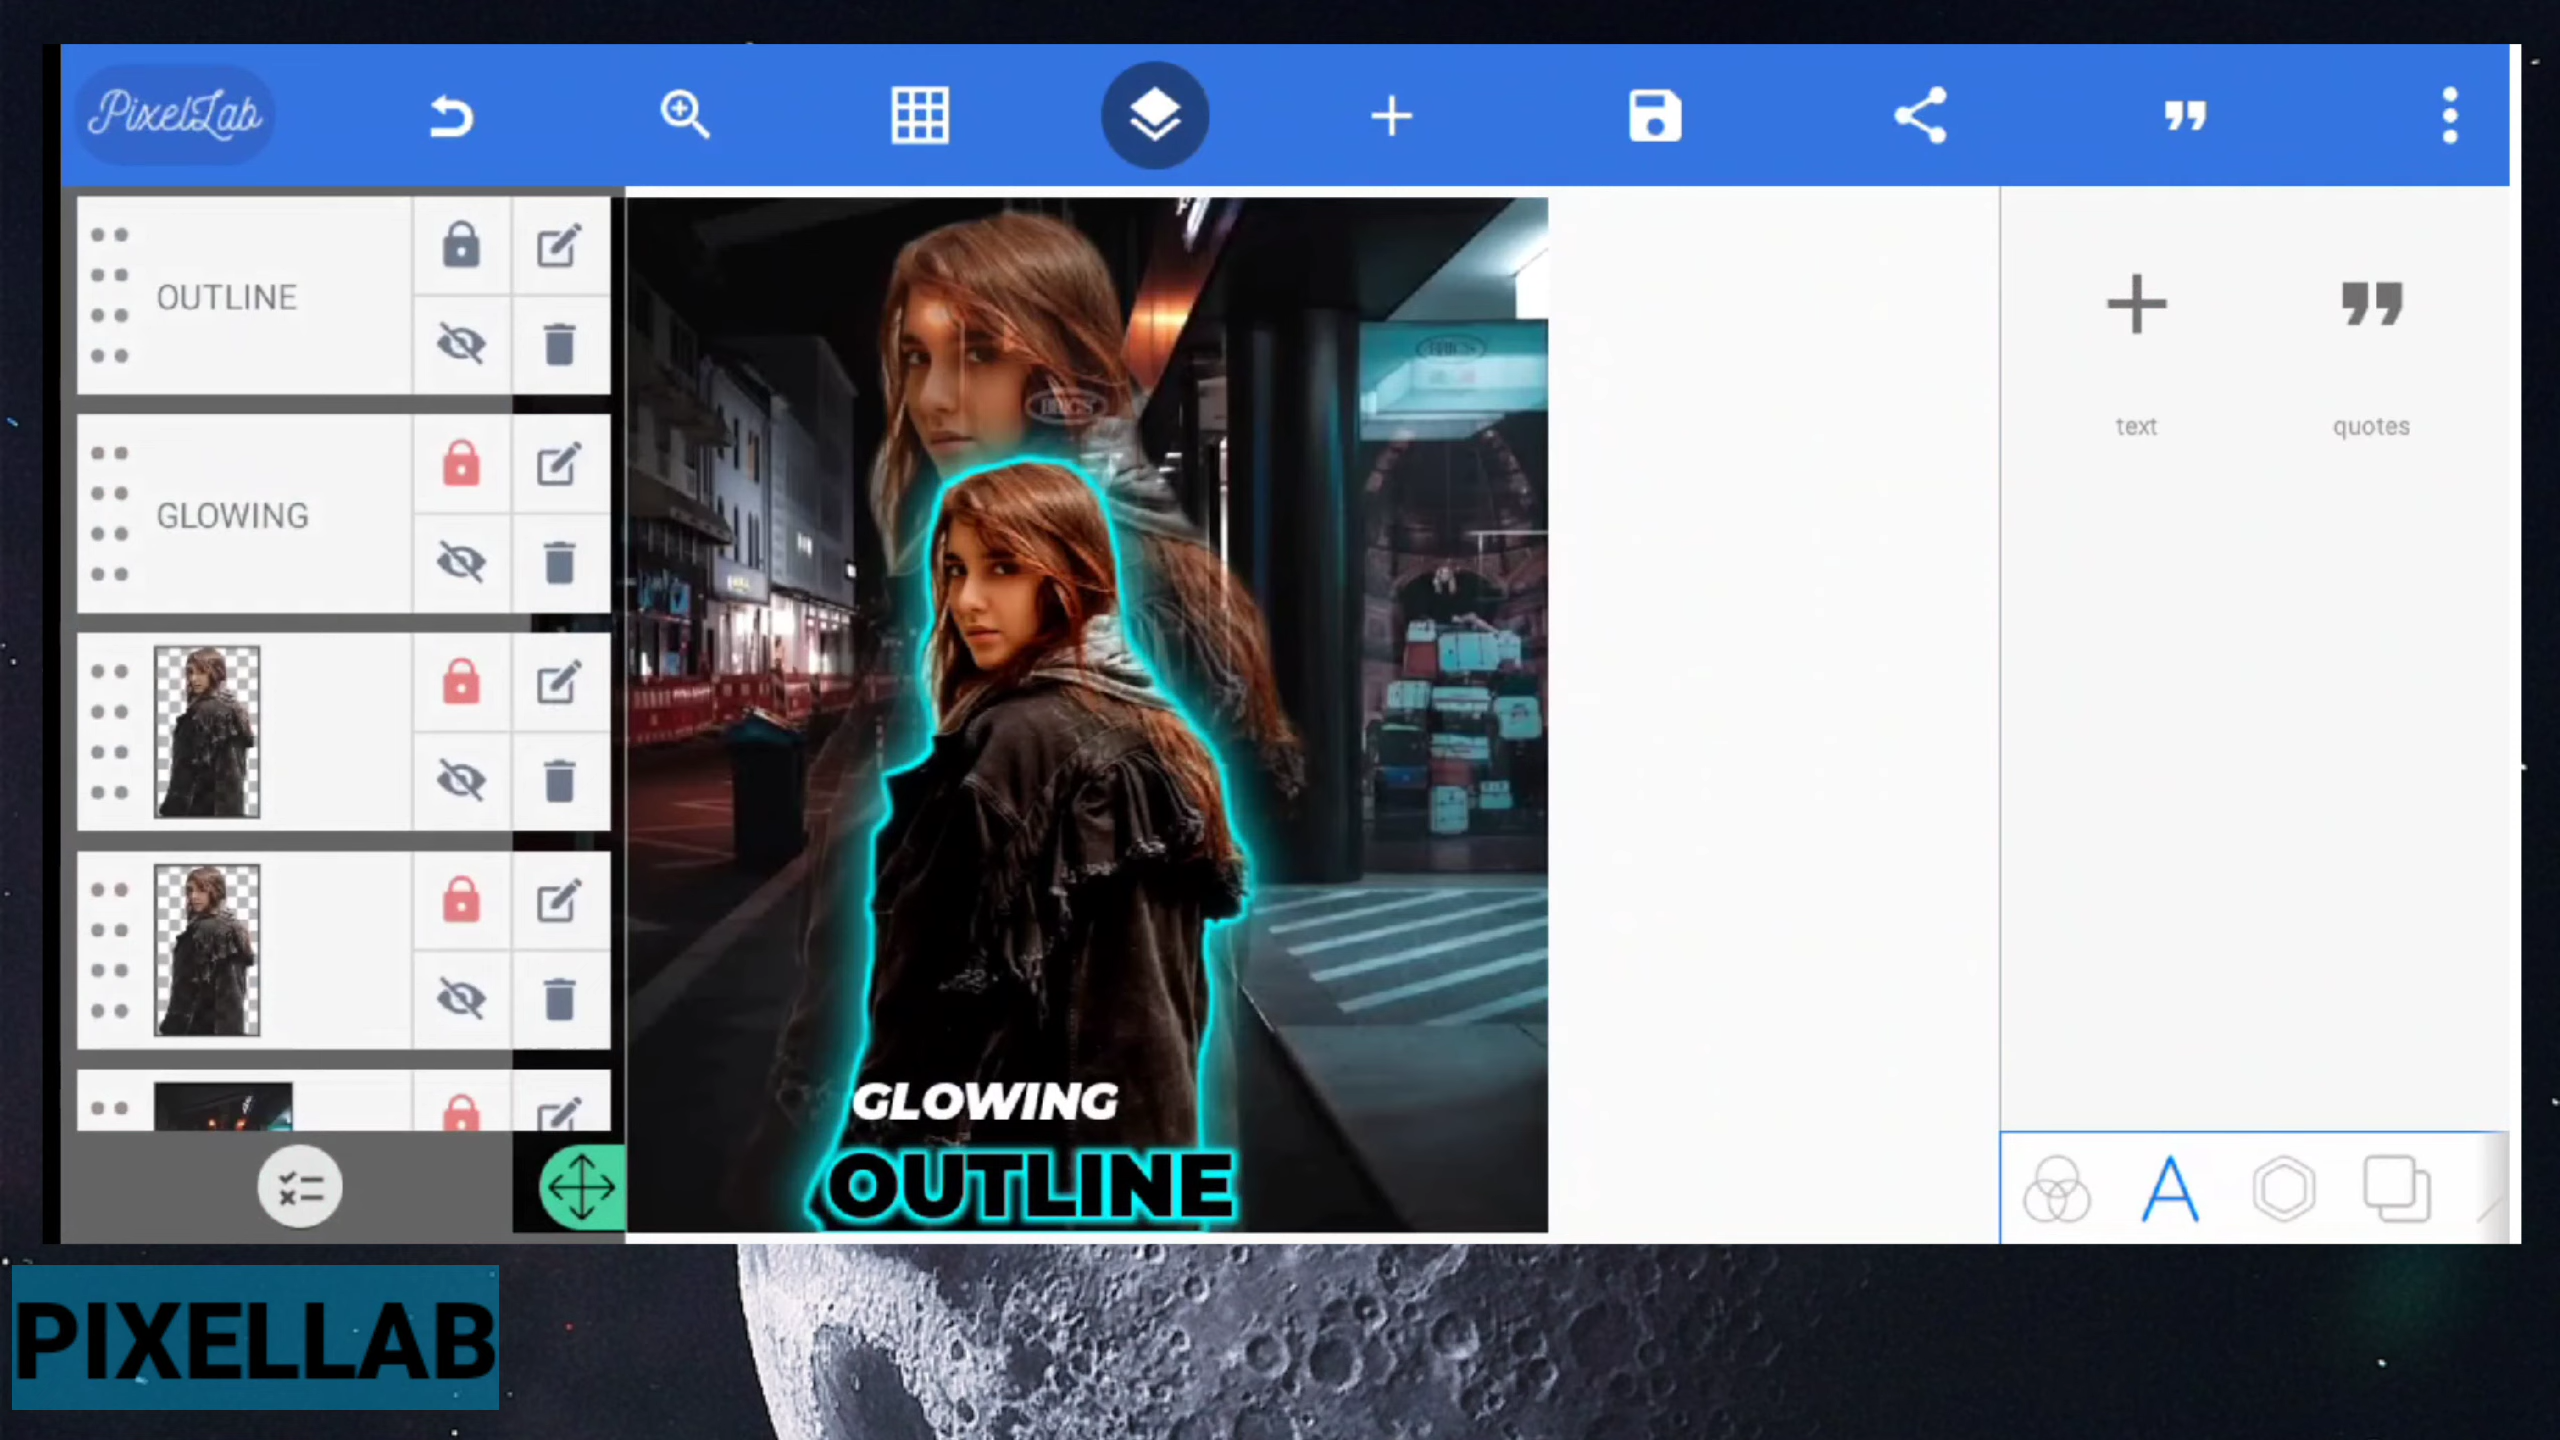 PixelLab
OUTLINE
GLOWING
text
quotes
GLOWING
OUTLINE
PIXELLAB